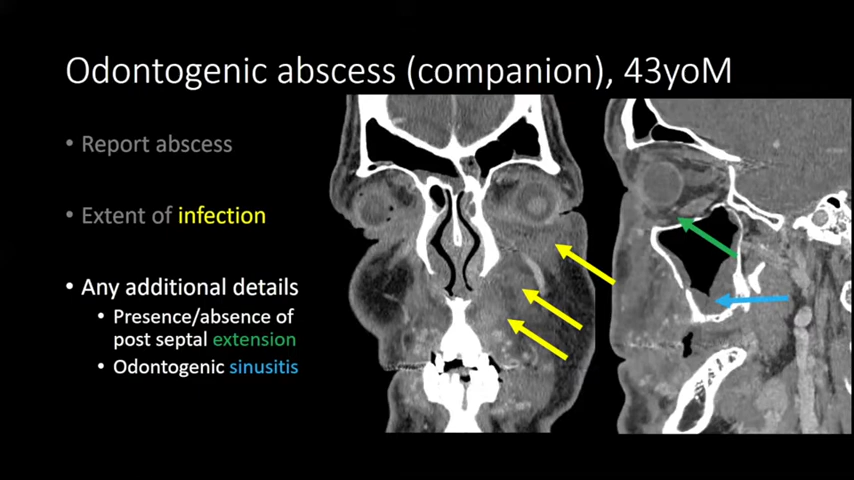 Odontogenic abscess (companion), 43yoM
• Report abscess
• Extent of infection
• Any additional details
• Presence/absence of
post septal extension
• Odontogenic sinusitis